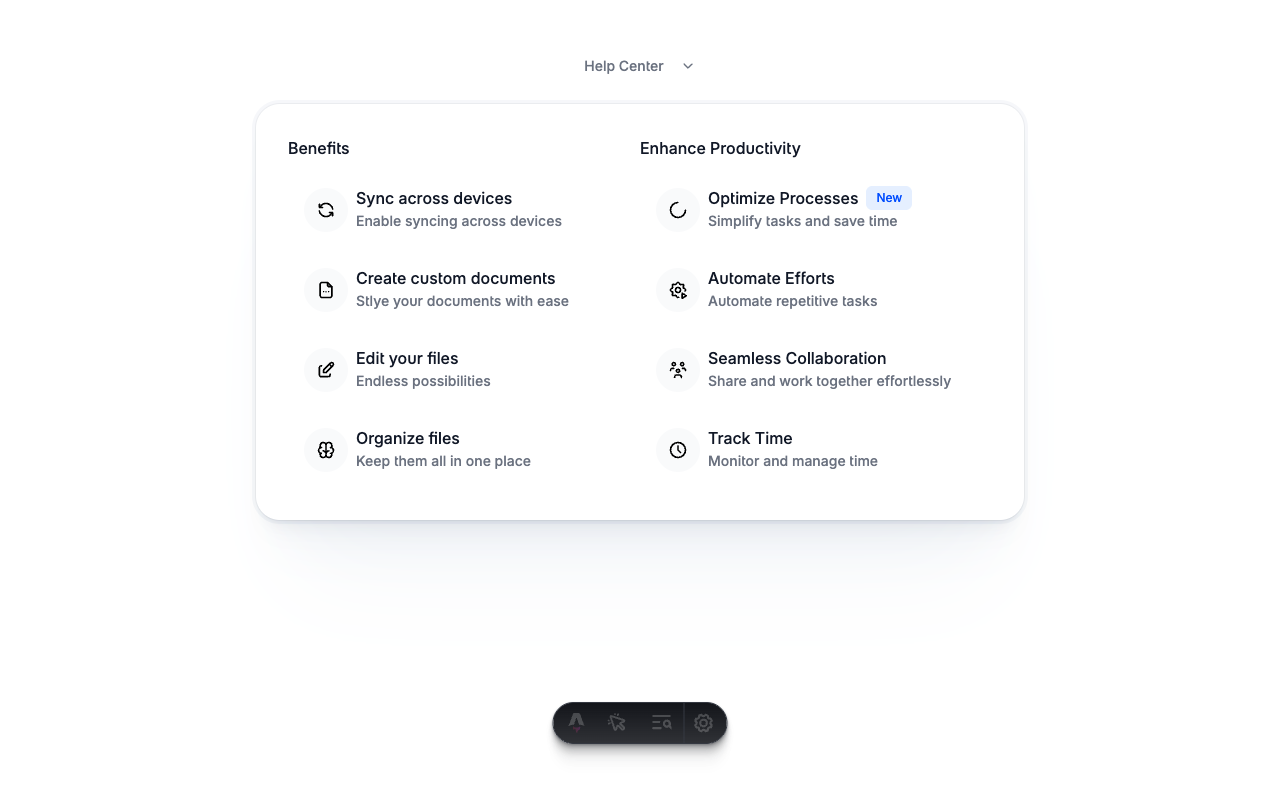 Help Center
Benefits
Sync across devices
Enable syncing across devices
Create custom documents
Stlye your documents with ease
Edit your files
Endless possibilities
Organize files
Keep them all in one place
Enhance Productivity
Optimize Processes New
Simplify tasks and save time
Automate Efforts
Automate repetitive tasks
Seamless Collaboration
Share and work together effortlessly
Track Time
Monitor and manage time